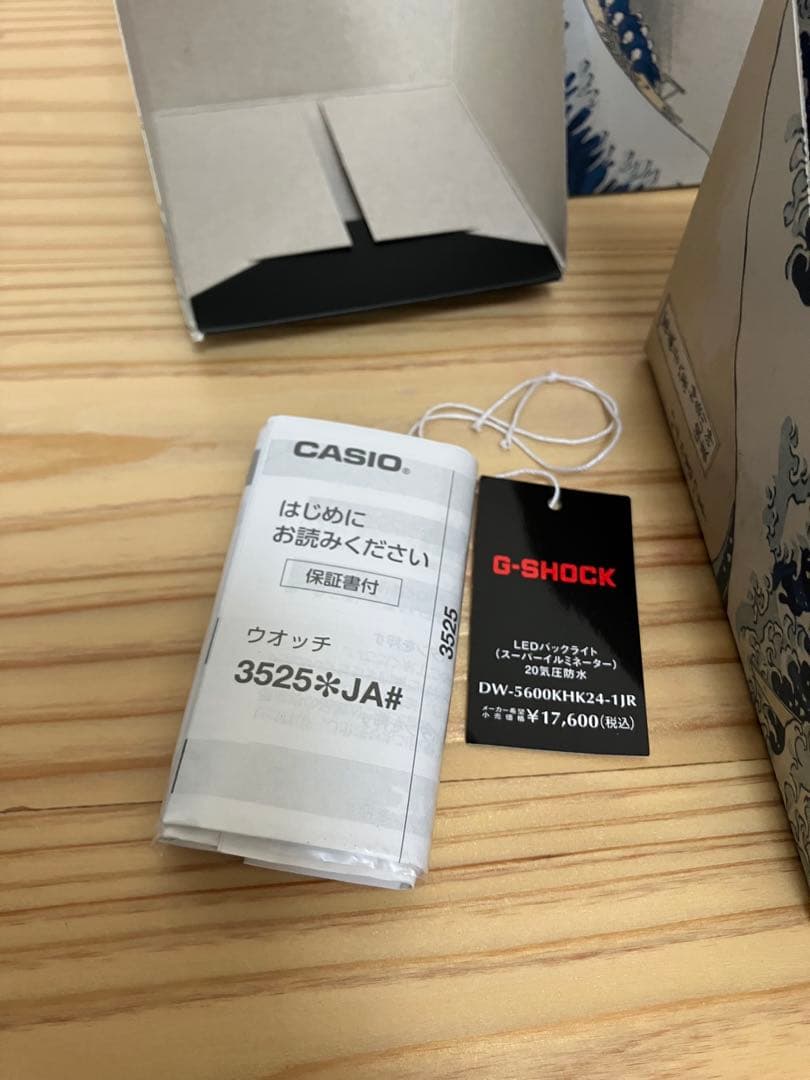 CASIO®
はじめに
お読みください
保証書付
ウオッチ
3525✻JA#
3525
G-SHOCK
LEDバックライト
(スーパーイルミネーター)
20気圧防水
DW-5600KHK24-1JR
メーカー希望
小売価格 ¥17,600(税込)